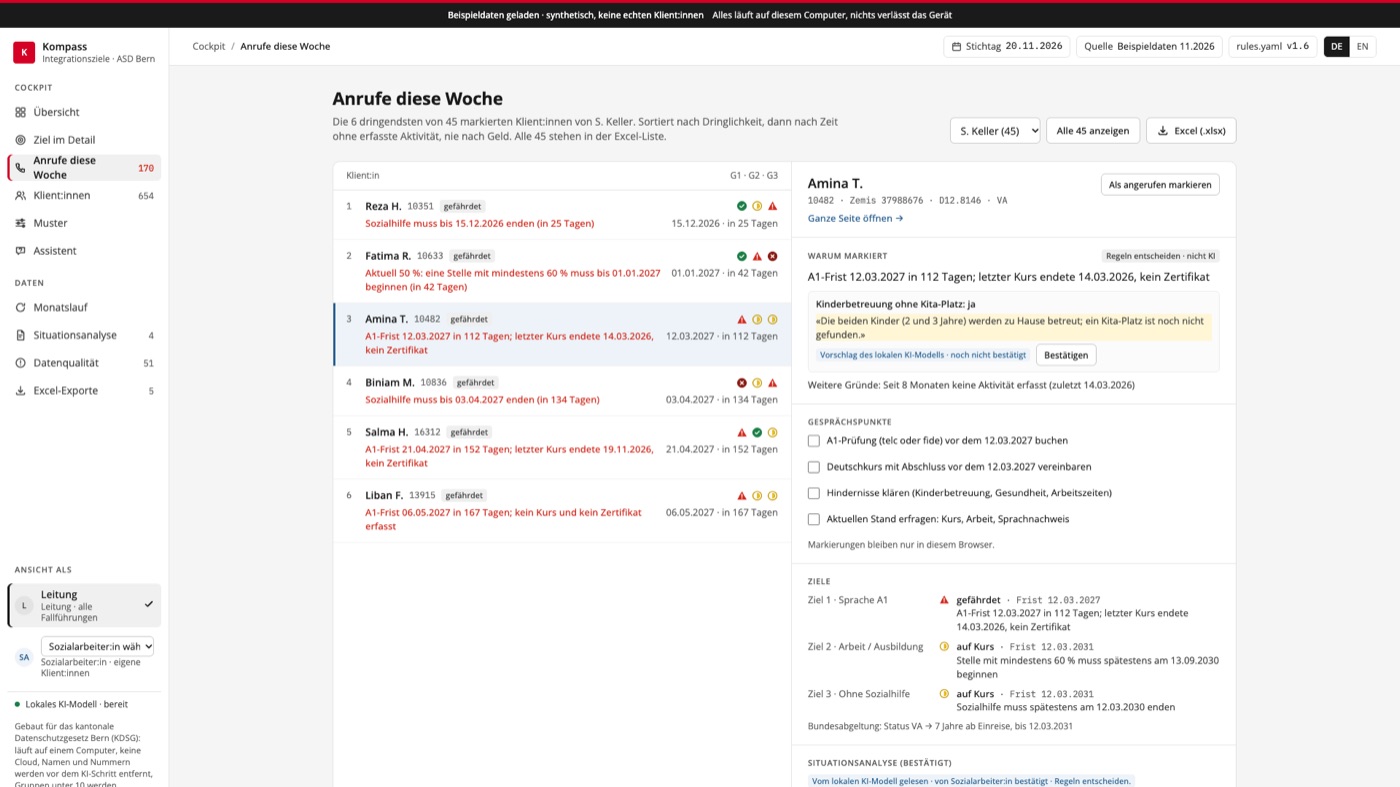 Beispieldaten geladen · synthetisch, keine echten Klient:innen Alles läuft auf diesem Computer, nichts verlässt das Gerät
K
Kompass
Integrationsziele · ASD Bern
COCKPIT
Übersicht
Ziel im Detail
Anrufe diese Woche 170
Klient:innen 654
Muster
Assistent
DATEN
Monatslauf
Situationsanalyse 4
Datenqualität 51
Excel-Exporte 5
ANSICHT ALS
L
Leitung
Leitung · alle
Fallführungen
SA
Sozialarbeiter:in wäh
Sozialarbeiter:in · eigene
Klient:innen
Lokales KI-Modell · bereit
Gebaut für das kantonale
Datenschutzgesetz Bern (KDSG):
läuft auf einem Computer, keine
Cloud, Namen und Nummern
werden vor dem KI-Schritt entfernt,
Gruppen unter 10 werden
Cockpit / Anrufe diese Woche
Stichtag 20.11.2026
Quelle Beispieldaten 11.2026
rules.yaml v1.6
DE EN
Anrufe diese Woche
Die 6 dringendsten von 45 markierten Klient:innen von S. Keller. Sortiert nach Dringlichkeit, dann nach Zeit
ohne erfasste Aktivität, nie nach Geld. Alle 45 stehen in der Excel-Liste.
S. Keller (45)
Alle 45 anzeigen
Excel (.xlsx)
Klient:in G1 · G2 · G3
1 Reza H. 10351 gefährdet
Sozialhilfe muss bis 15.12.2026 enden (in 25 Tagen) 15.12.2026 · in 25 Tagen
2 Fatima R. 10633 gefährdet
Aktuell 50 %: eine Stelle mit mindestens 60 % muss bis 01.01.2027 01.01.2027 · in 42 Tagen
beginnen (in 42 Tagen)
3 Amina T. 10482 gefährdet
A1-Frist 12.03.2027 in 112 Tagen; letzter Kurs endete 14.03.2026, 12.03.2027 · in 112 Tagen
kein Zertifikat
4 Biniam M. 10836 gefährdet
Sozialhilfe muss bis 03.04.2027 enden (in 134 Tagen) 03.04.2027 · in 134 Tagen
5 Salma H. 16312 gefährdet
A1-Frist 21.04.2027 in 152 Tagen; letzter Kurs endete 19.11.2026, 21.04.2027 · in 152 Tagen
kein Zertifikat
6 Liban F. 13915 gefährdet
A1-Frist 06.05.2027 in 167 Tagen; kein Kurs und kein Zertifikat 06.05.2027 · in 167 Tagen
erfasst
Amina T.
Als angerufen markieren
10482 · Zemis 37988676 · D12.8146 · VA
Ganze Seite öffnen →
WARUM MARKIERT
Regeln entscheiden · nicht KI
A1-Frist 12.03.2027 in 112 Tagen; letzter Kurs endete 14.03.2026, kein Zertifikat
Kinderbetreuung ohne Kita-Platz: ja
«Die beiden Kinder (2 und 3 Jahre) werden zu Hause betreut; ein Kita-Platz ist noch nicht
gefunden.»
Vorschlag des lokalen KI-Modells · noch nicht bestätigt
Bestätigen
Weitere Gründe: Seit 8 Monaten keine Aktivität erfasst (zuletzt 14.03.2026)
GESPRÄCHSPUNKTE
A1-Prüfung (telc oder fide) vor dem 12.03.2027 buchen
Deutschkurs mit Abschluss vor dem 12.03.2027 vereinbaren
Hindernisse klären (Kinderbetreuung, Gesundheit, Arbeitszeiten)
Aktuellen Stand erfragen: Kurs, Arbeit, Sprachnachweis
Markierungen bleiben nur in diesem Browser.
ZIELE
Ziel 1 · Sprache A1 gefährdet · Frist 12.03.2027
A1-Frist 12.03.2027 in 112 Tagen; letzter Kurs endete
14.03.2026, kein Zertifikat
Ziel 2 · Arbeit / Ausbildung auf Kurs · Frist 12.03.2031
Stelle mit mindestens 60 % muss spätestens am 13.09.2030
beginnen
Ziel 3 · Ohne Sozialhilfe auf Kurs · Frist 12.03.2031
Sozialhilfe muss spätestens am 12.03.2030 enden
Bundesabgeltung: Status VA → 7 Jahre ab Einreise, bis 12.03.2031
SITUATIONSANALYSE (BESTÄTIGT)
Vom lokalen KI-Modell gelesen · von Sozialarbeiter:in bestätigt · Regeln entscheiden.